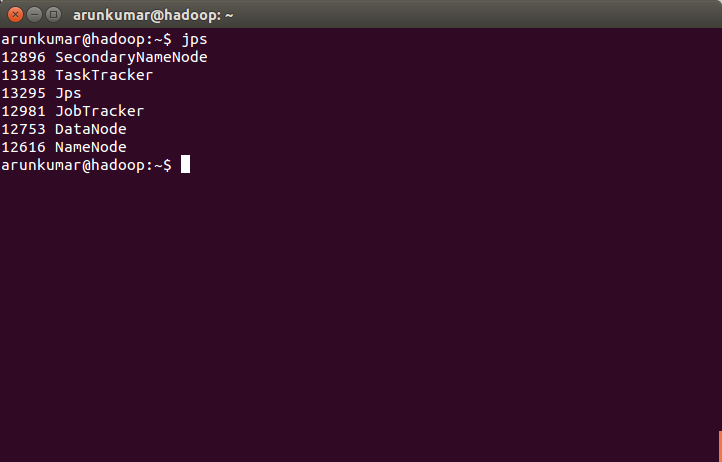 arunkumar@hadoop: ~
arunkumar@hadoop:~$ jps
12896 SecondaryNameNode
13138 TaskTracker
13295 Jps
12981 JobTracker
12753 DataNode
12616 NameNode
arunkumar@hadoop:~$